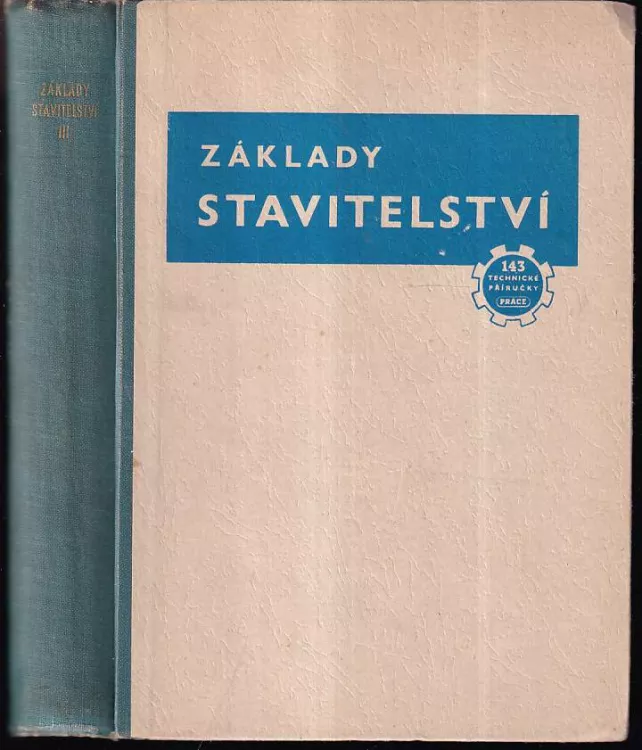 ZÁKLADY
STAVITELSTVÍ
III
ZÁKLADY
STAVITELSTVÍ
143
TECHNICKÉ
PŘÍRUČKY
PRÁCE